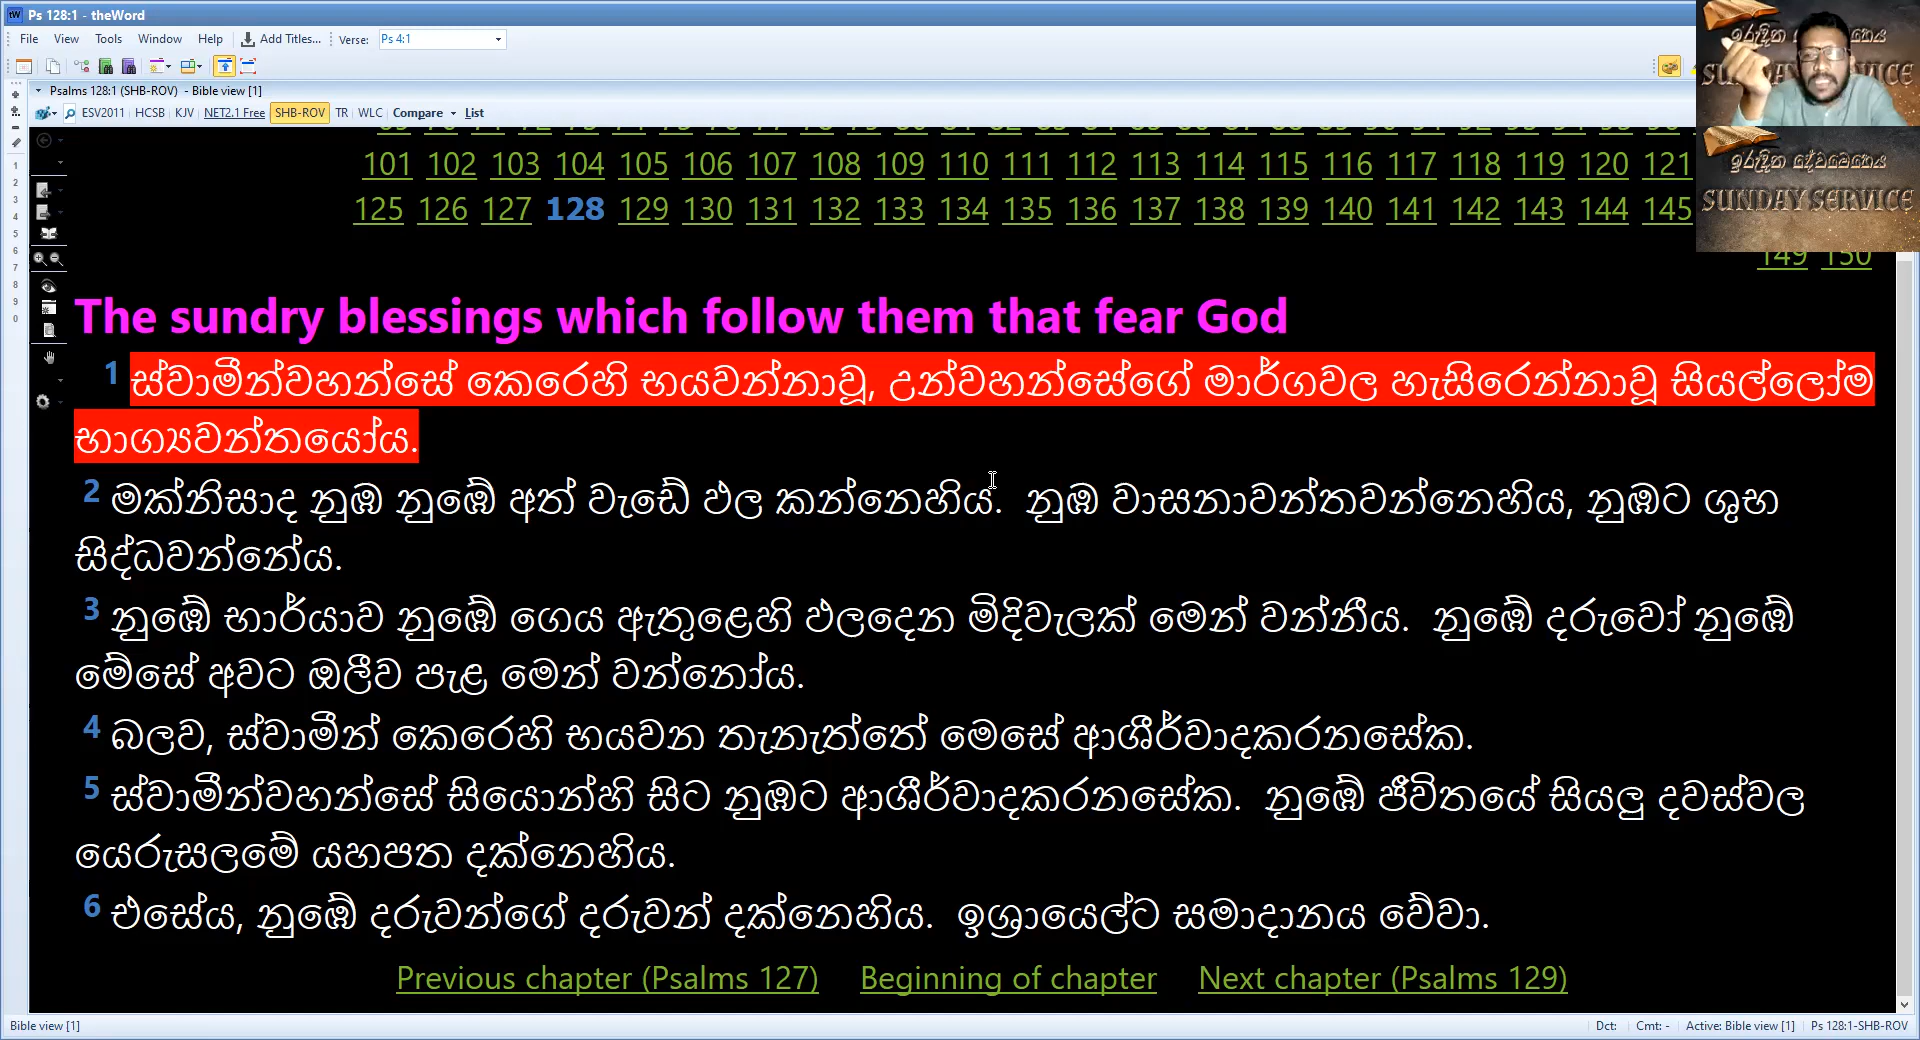 Ps 128:1 - theWord
File View Tools Window Help Add Titles... Verse: Ps 4:1
Psalms 128:1 (SHB-ROV) - Bible view [1]
ESV2011 HCSB KJV NET2.1 Free SHB-ROV TR WLC Compare List
101 102 103 104 105 106 107 108 109 110 111 112 113 114 115 116 117 118 119 120 121
125 126 127 128 129 130 131 132 133 134 135 136 137 138 139 140 141 142 143 144 145
149 150
ඉරුදින දේවමෙහෙය
SUNDAY SERVICE
The sundry blessings which follow them that fear God
1 ස්වාමීන්වහන්සේ කෙරෙහි භයවන්නාවූ, උන්වහන්සේගේ මාර්ගවල හැසිරෙන්නාවූ සියල්ලෝම
භාග්‍යවන්තයෝය.
2 මක්නිසාද නුඹ නුඹේ අත් වැඩේ ඵල කන්නෙහිය. නුඹ වාසනාවන්තවන්නෙහිය, නුඹට ශුභ
සිද්ධවන්නේය.
3 නුඹේ භාර්යාව නුඹේ ගෙය ඇතුළෙහි ඵලදෙන මිදිවැලක් මෙන් වන්නීය. නුඹේ දරුවෝ නුඹේ
මේසේ අවට ඔලීව පැළ මෙන් වන්නෝය.
4 බලව, ස්වාමීන් කෙරෙහි භයවන තැනැත්තේ මෙසේ ආශීර්වාදකරනසේක.
5 ස්වාමීන්වහන්සේ සියොන්හි සිට නුඹට ආශීර්වාදකරනසේක. නුඹේ ජීවිතයේ සියලු දවස්වල
යෙරුසලමේ යහපත දක්නෙහිය.
6 එසේය, නුඹේ දරුවන්ගේ දරුවන් දක්නෙහිය. ඉශ්‍රායෙල්ට සමාදානය වේවා.
Previous chapter (Psalms 127) Beginning of chapter Next chapter (Psalms 129)
Bible view [1] Dct: Cmt: - Active: Bible view [1] Ps 128:1-SHB-ROV